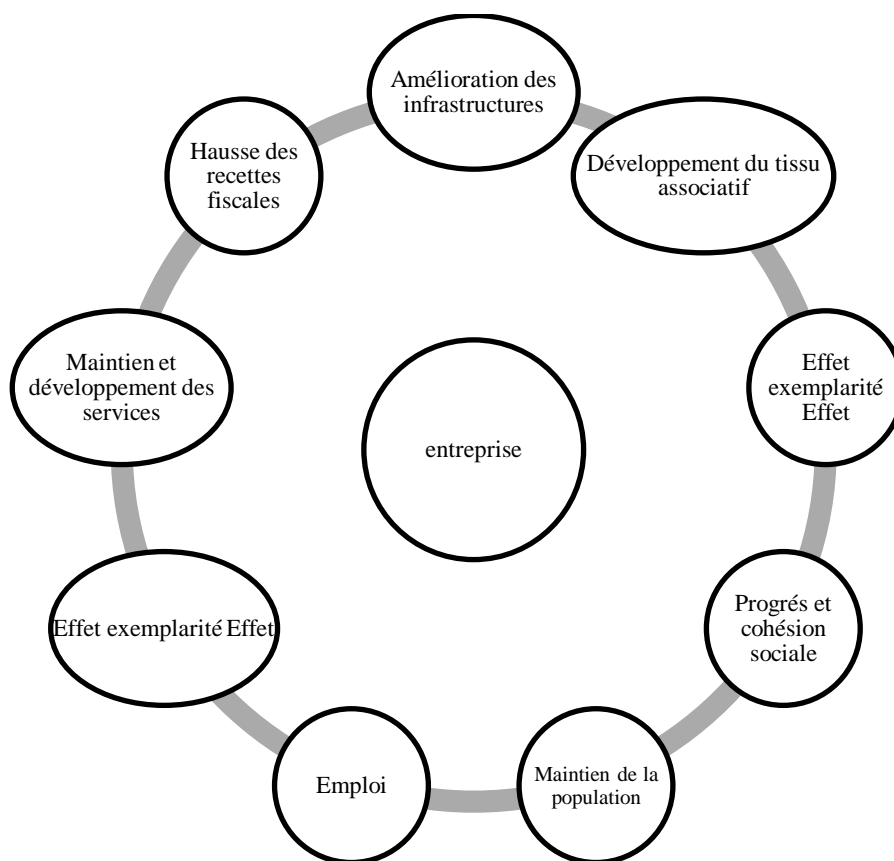 Amélioration des
infrastructures
Développement du tissu
associatif
Hausse des
recettes
fiscales
Effet
exemplarité
Effet
Maintien et
développement des
services
entreprise
Progrés et
cohésion
sociale
Effet exemplarité Effet
Emploi
Maintien de la
population